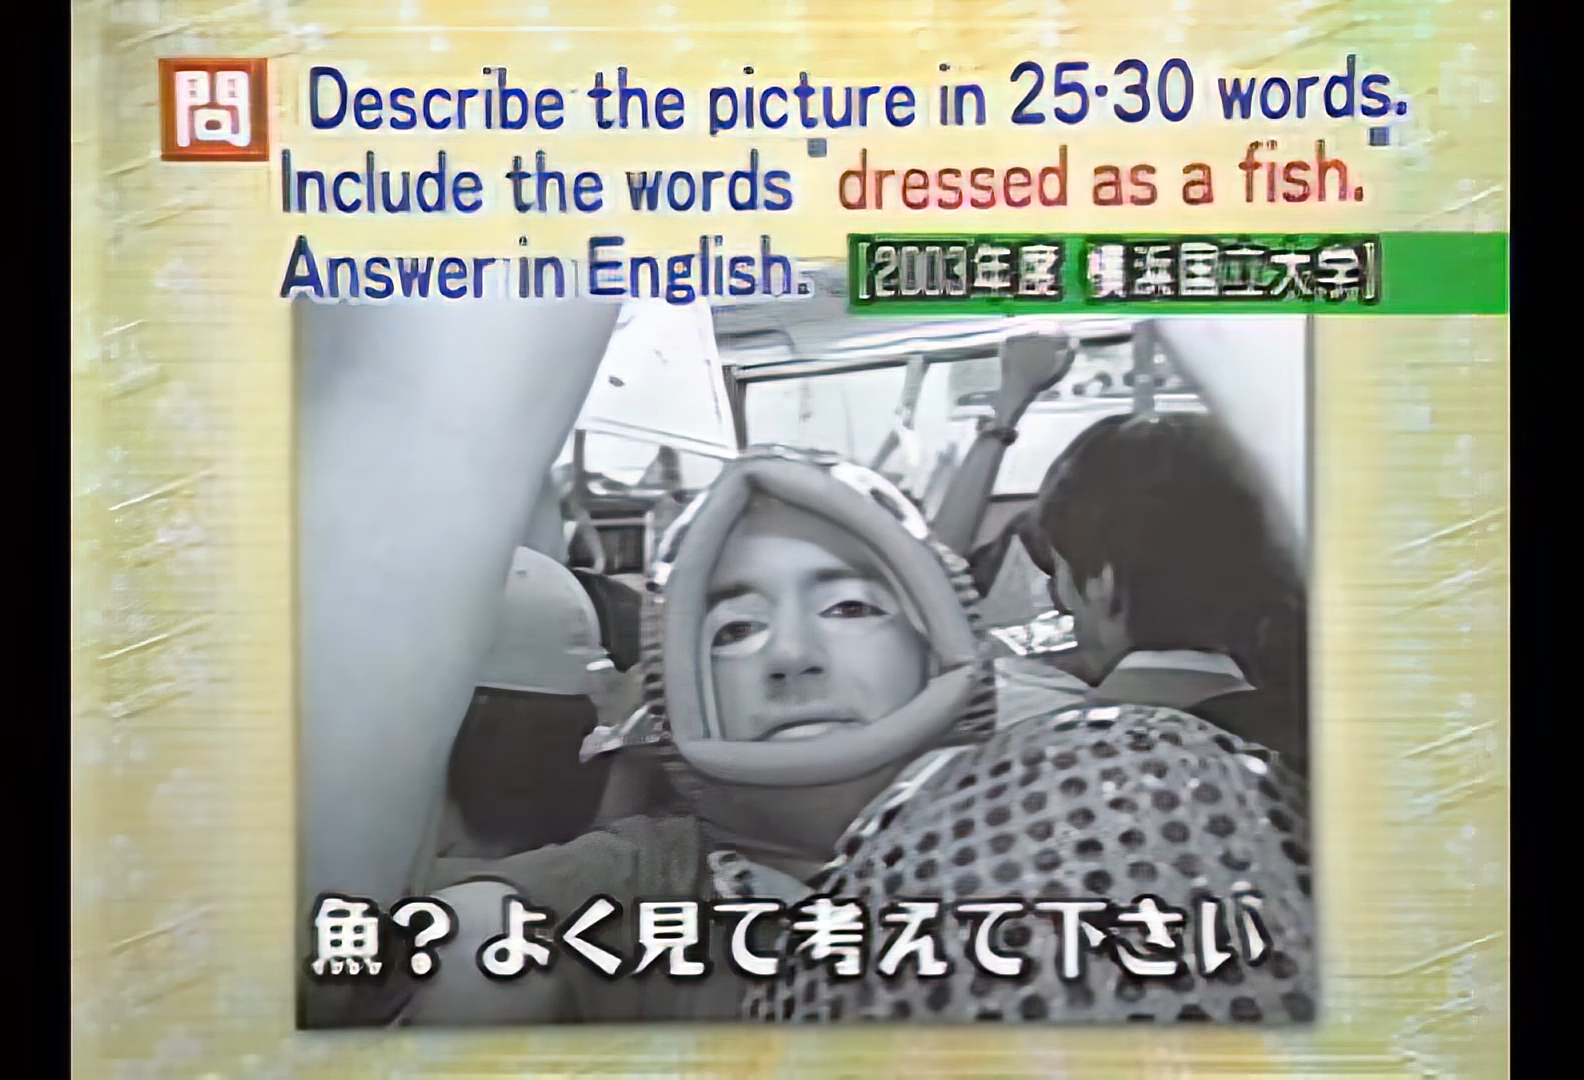 問 Describe the picture in 25·30 words.
Include the words "dressed as a fish."
Answer in English. [2003年度 横浜国立大学]
魚?よく見て考えて下さい